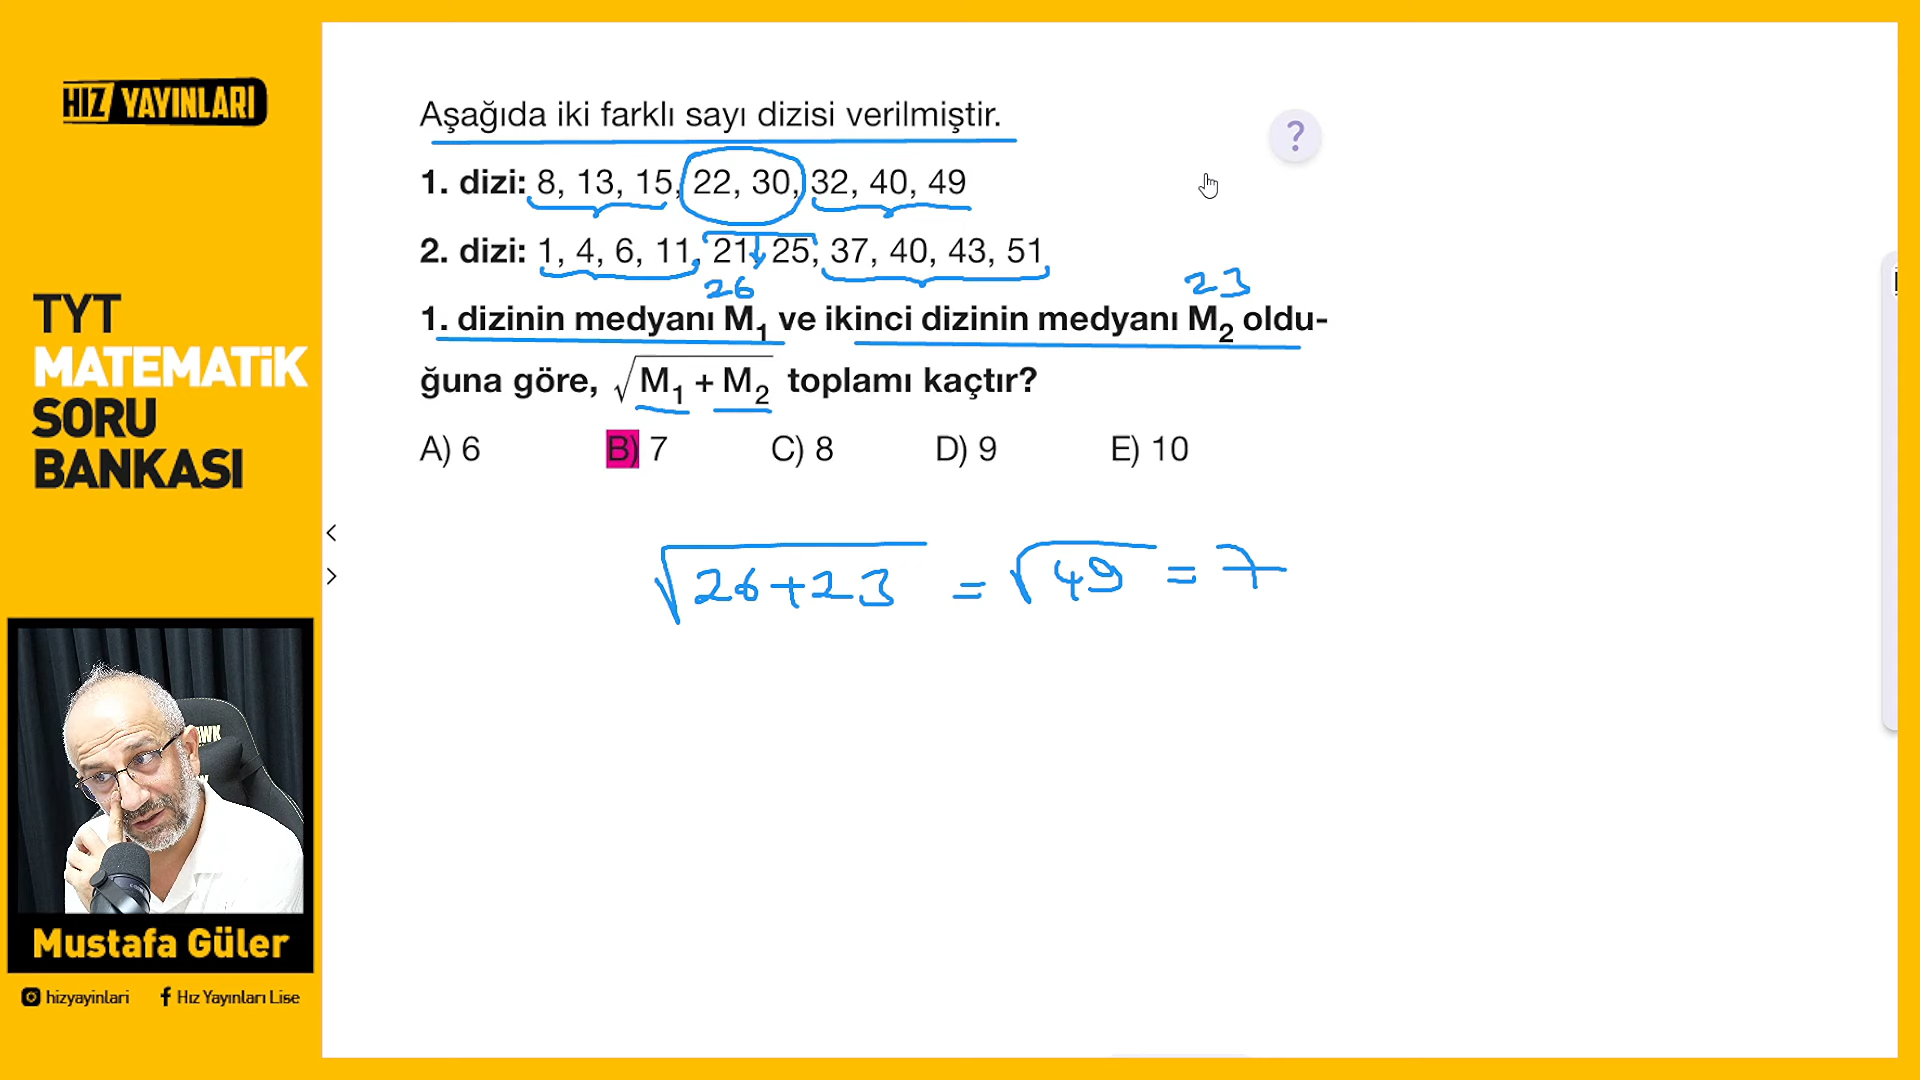 HIZ YAYINLARI
TYT
MATEMATİK
SORU
BANKASI
Mustafa Güler
hizyayinlari
Hız Yayınları Lise
Aşağıda iki farklı sayı dizisi verilmiştir.
?
1. dizi: 8, 13, 15, 22, 30, 32, 40, 49
2. dizi: 1, 4, 6, 11, 21, 25, 37, 40, 43, 51
26 23
1. dizinin medyanı M₁ ve ikinci dizinin medyanı M₂ oldu-
ğuna göre, √(M₁ + M₂) toplamı kaçtır?
A) 6 B) 7 C) 8 D) 9 E) 10
√(26+23) = √49 = 7